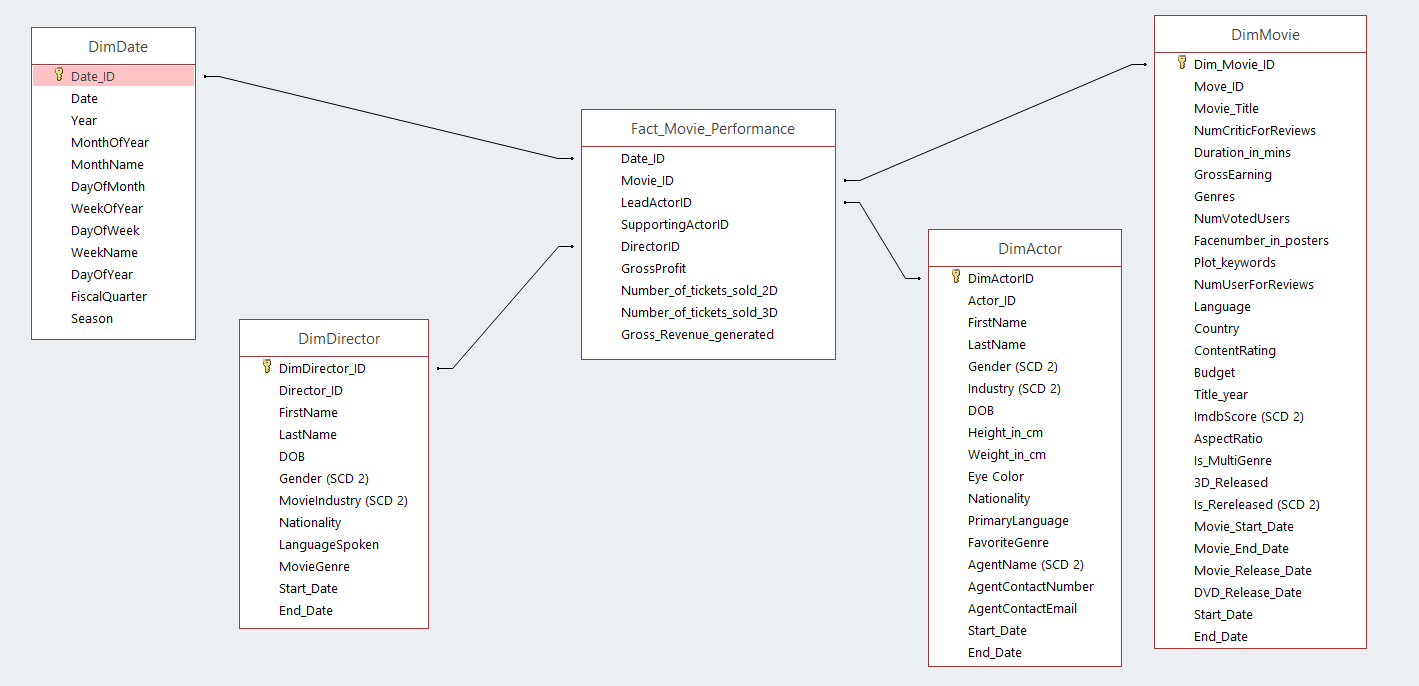 DimDate
Date_ID
Date
Year
MonthOfYear
MonthName
DayOfMonth
WeekOfYear
DayOfWeek
WeekName
DayOfYear
FiscalQuarter
Season
DimDirector
DimDirector_ID
Director_ID
FirstName
LastName
DOB
Gender (SCD 2)
MovieIndustry (SCD 2)
Nationality
LanguageSpoken
MovieGenre
Start_Date
End_Date
Fact_Movie_Performance
Date_ID
Movie_ID
LeadActorID
SupportingActorID
DirectorID
GrossProfit
Number_of_tickets_sold_2D
Number_of_tickets_sold_3D
Gross_Revenue_generated
DimActor
DimActorID
Actor_ID
FirstName
LastName
Gender (SCD 2)
Industry (SCD 2)
DOB
Height_in_cm
Weight_in_cm
Eye Color
Nationality
PrimaryLanguage
FavoriteGenre
AgentName (SCD 2)
AgentContactNumber
AgentContactEmail
Start_Date
End_Date
DimMovie
Dim_Movie_ID
Move_ID
Movie_Title
NumCriticForReviews
Duration_in_mins
GrossEarning
Genres
NumVotedUsers
Facenumber_in_posters
Plot_keywords
NumUserForReviews
Language
Country
ContentRating
Budget
Title_year
ImdbScore (SCD 2)
AspectRatio
Is_MultiGenre
3D_Released
Is_Rereleased (SCD 2)
Movie_Start_Date
Movie_End_Date
Movie_Release_Date
DVD_Release_Date
Start_Date
End_Date